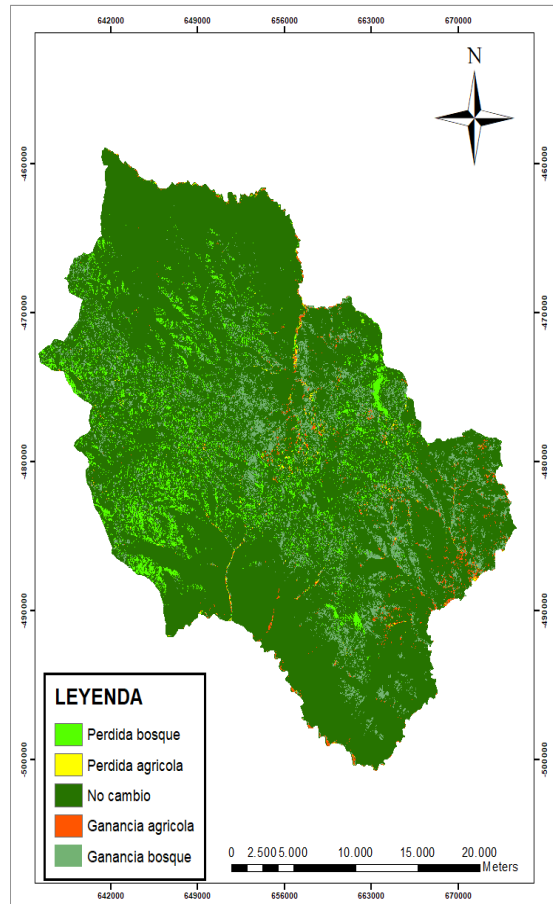 642000 649000 656000 663000 670000
N
-460000 -460000
-470000 -470000
-480000 -480000
-490000 -490000
-500000 -500000
LEYENDA
Perdida bosque
Perdida agricola
No cambio
Ganancia agricola
Ganancia bosque
0 2.500 5.000 10.000 15.000 20.000
Meters
642000 649000 656000 663000 670000